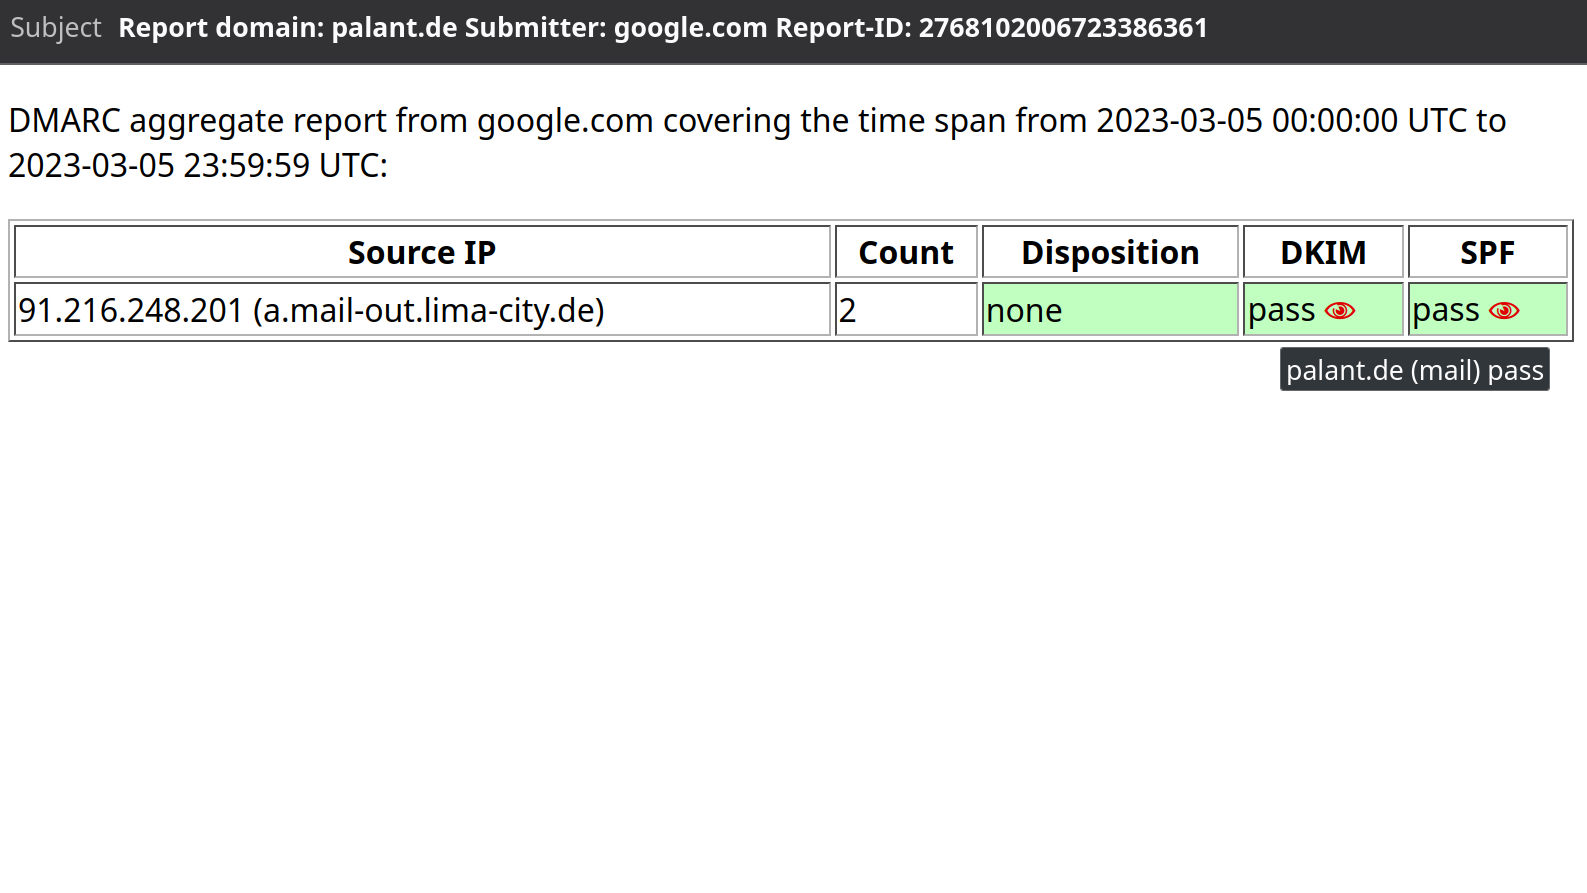 Subject Report domain: palant.de Submitter: google.com Report-ID: 2768102006723386361
DMARC aggregate report from google.com covering the time span from 2023-03-05 00:00:00 UTC to
2023-03-05 23:59:59 UTC:
Source IP Count Disposition DKIM SPF
91.216.248.201 (a.mail-out.lima-city.de) 2 none pass pass
palant.de (mail) pass